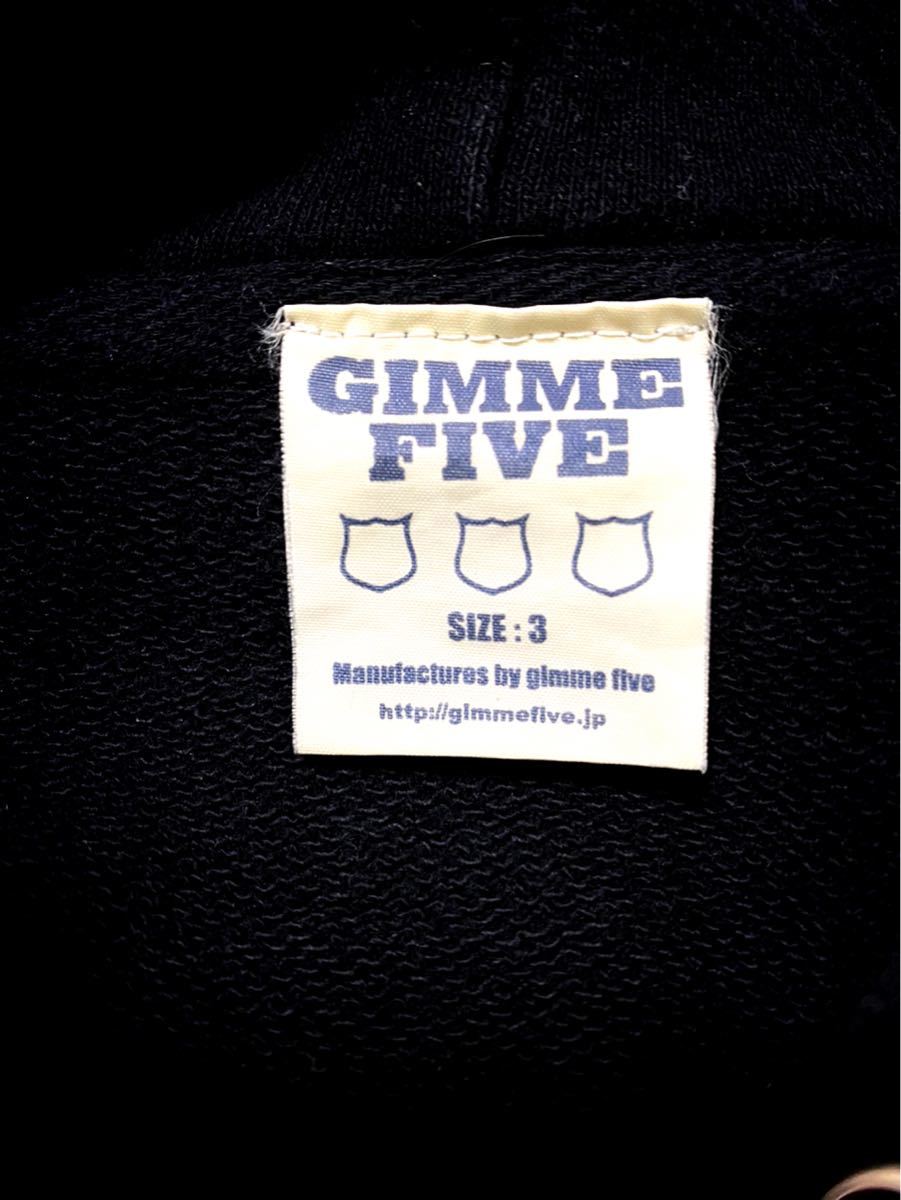 GIMME
FIVE
SIZE : 3
Manufactures by gimme five
http://gimmefive.jp